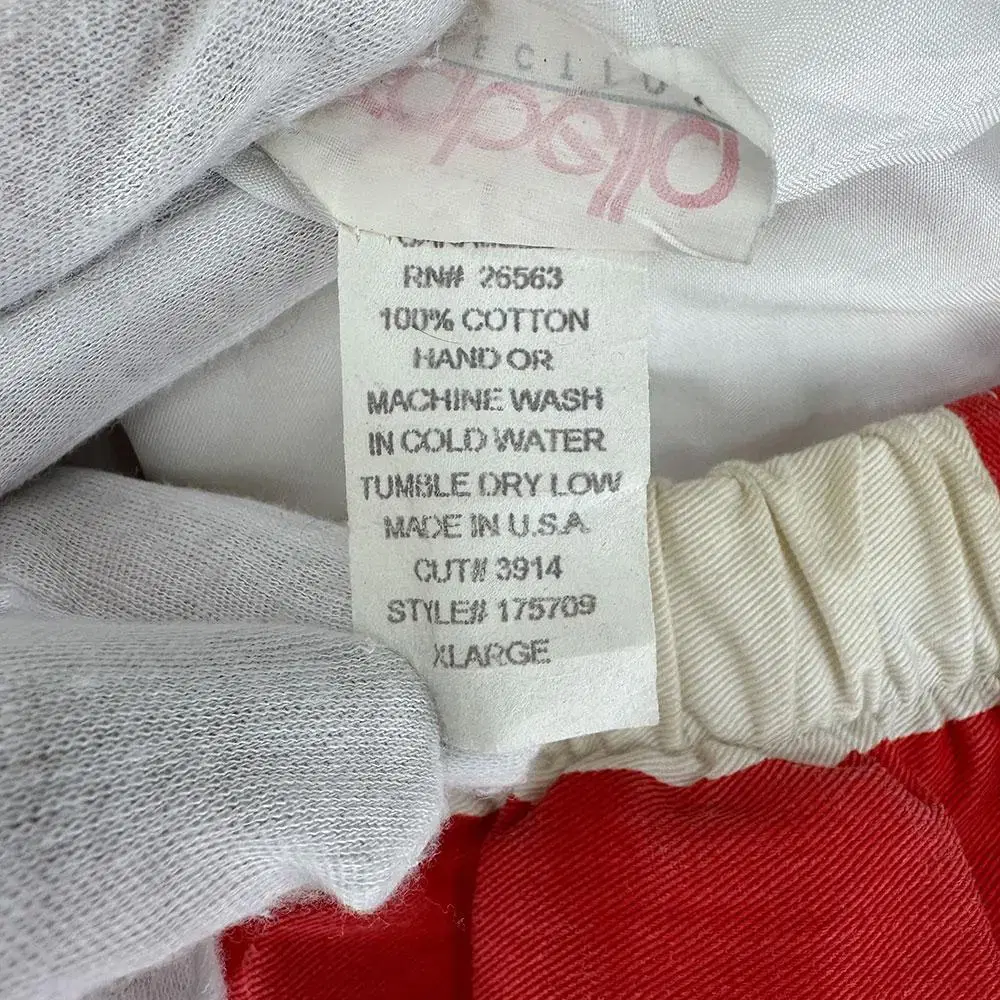 RN# 26563
100% COTTON
HAND OR
MACHINE WASH
IN COLD WATER
TUMBLE DRY LOW
MADE IN U.S.A.
CUT# 3914
STYLE# 175709
XLARGE